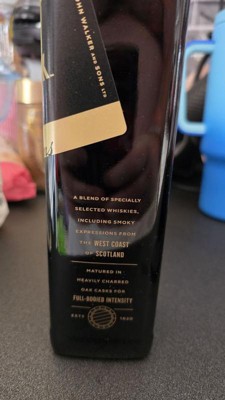 JOHN WALKER AND SONS LTD
A BLEND OF SPECIALLY
SELECTED WHISKIES,
INCLUDING SMOKY
EXPRESSIONS FROM
THE WEST COAST
OF SCOTLAND
MATURED IN
HEAVILY CHARRED
OAK CASKS FOR
FULL-BODIED INTENSITY
ESTD 1820